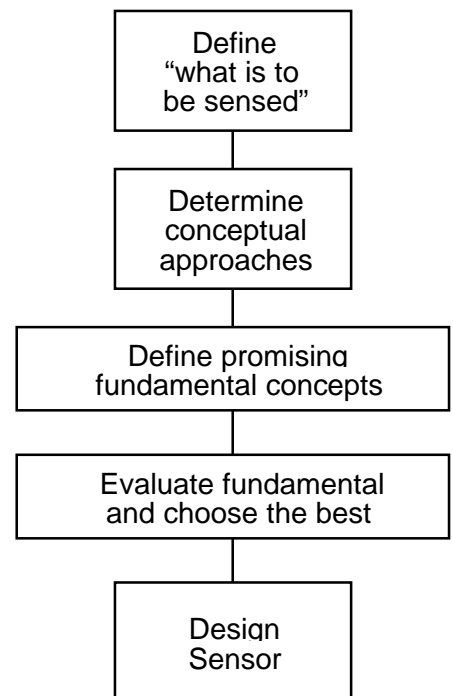 Define
“what is to
be sensed”
Determine
conceptual
approaches
Define promising
fundamental concepts
Evaluate fundamental
and choose the best
Design
Sensor